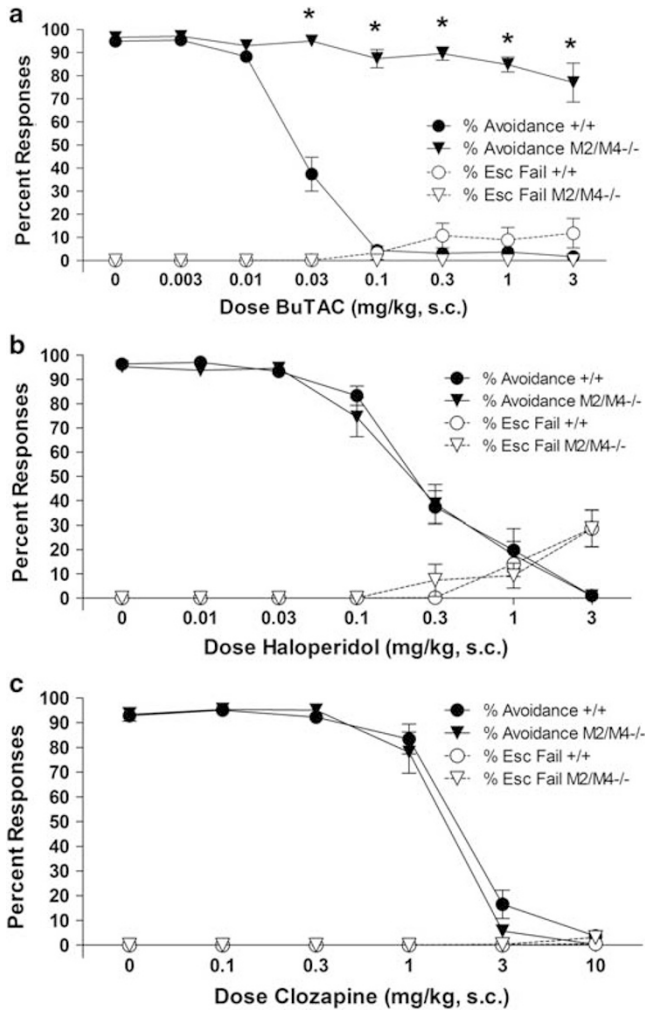 a
* * * * *
100
90
80
70
60
50
40
30
20
10
0
Percent Responses
% Avoidance +/+
% Avoidance M2/M4-/-
% Esc Fail +/+
% Esc Fail M2/M4-/-
0 0.003 0.01 0.03 0.1 0.3 1 3
Dose BuTAC (mg/kg, s.c.)
b
100
90
80
70
60
50
40
30
20
10
0
Percent Responses
% Avoidance +/+
% Avoidance M2/M4-/-
% Esc Fail +/+
% Esc Fail M2/M4-/-
0 0.01 0.03 0.1 0.3 1 3
Dose Haloperidol (mg/kg, s.c.)
c
100
90
80
70
60
50
40
30
20
10
0
Percent Responses
% Avoidance +/+
% Avoidance M2/M4-/-
% Esc Fail +/+
% Esc Fail M2/M4-/-
0 0.1 0.3 1 3 10
Dose Clozapine (mg/kg, s.c.)